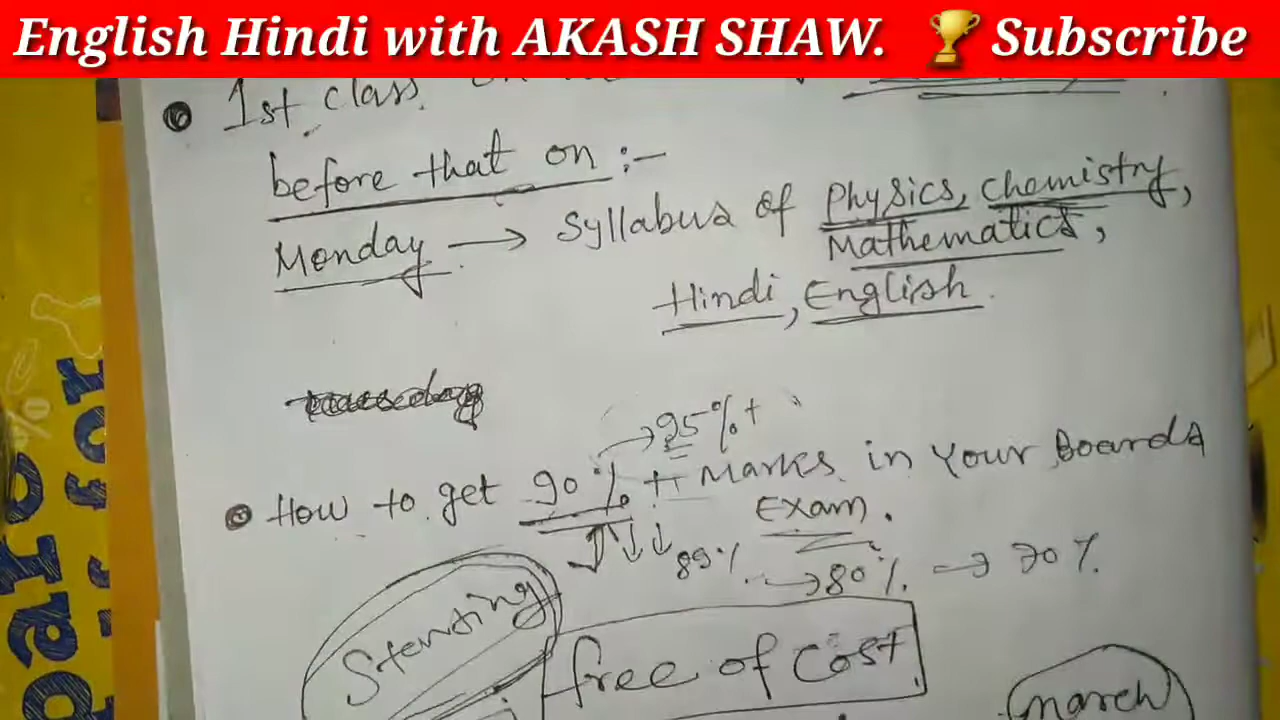 English Hindi with AKASH SHAW. 🏆 Subscribe
1st class.
before that on :-
Monday → Syllabus of Physics, Chemistry,
Mathematics,
Hindi, English.
→ 95%+
How to get 90% ++ Marks in Your Boards
Exam.
89% → 80% → 70%
Starting
free of cost
march